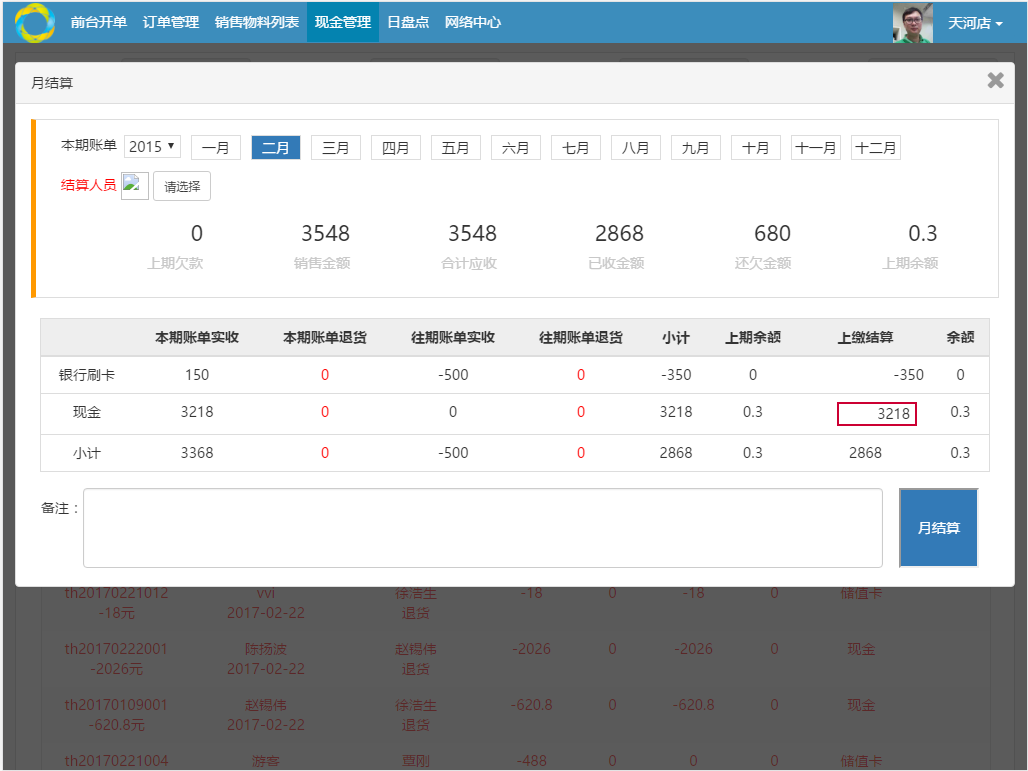 前台开单 订单管理 销售物料列表 现金管理 日盘点 网络中心 天河店
月结算
本期账单 2015 一月 二月 三月 四月 五月 六月 七月 八月 九月 十月 十一月 十二月
结算人员 请选择
0 3548 3548 2868 680 0.3
上期欠款 销售金额 合计应收 已收金额 还欠金额 上期余额
本期账单实收 本期账单退货 往期账单实收 往期账单退货 小计 上期余额 上缴结算 余额
银行刷卡 150 0 -500 0 -350 0 -350 0
现金 3218 0 0 0 3218 0.3 3218 0.3
小计 3368 0 -500 0 2868 0.3 2868 0.3
备注：
月结算
th20170221012 vvi 徐浩生 -18 0 -18 0 储值卡
-18元 2017-02-22 退货
th20170222001 陈扬波 赵锡伟 -2026 0 -2026 0 现金
-2026元 2017-02-22 退货
th20170109001 赵锡伟 徐浩生 -620.8 0 -620.8 0 现金
-620.8元 2017-02-22 退货
th20170221004 游客 覃刚 -488 0 0 0 储值卡